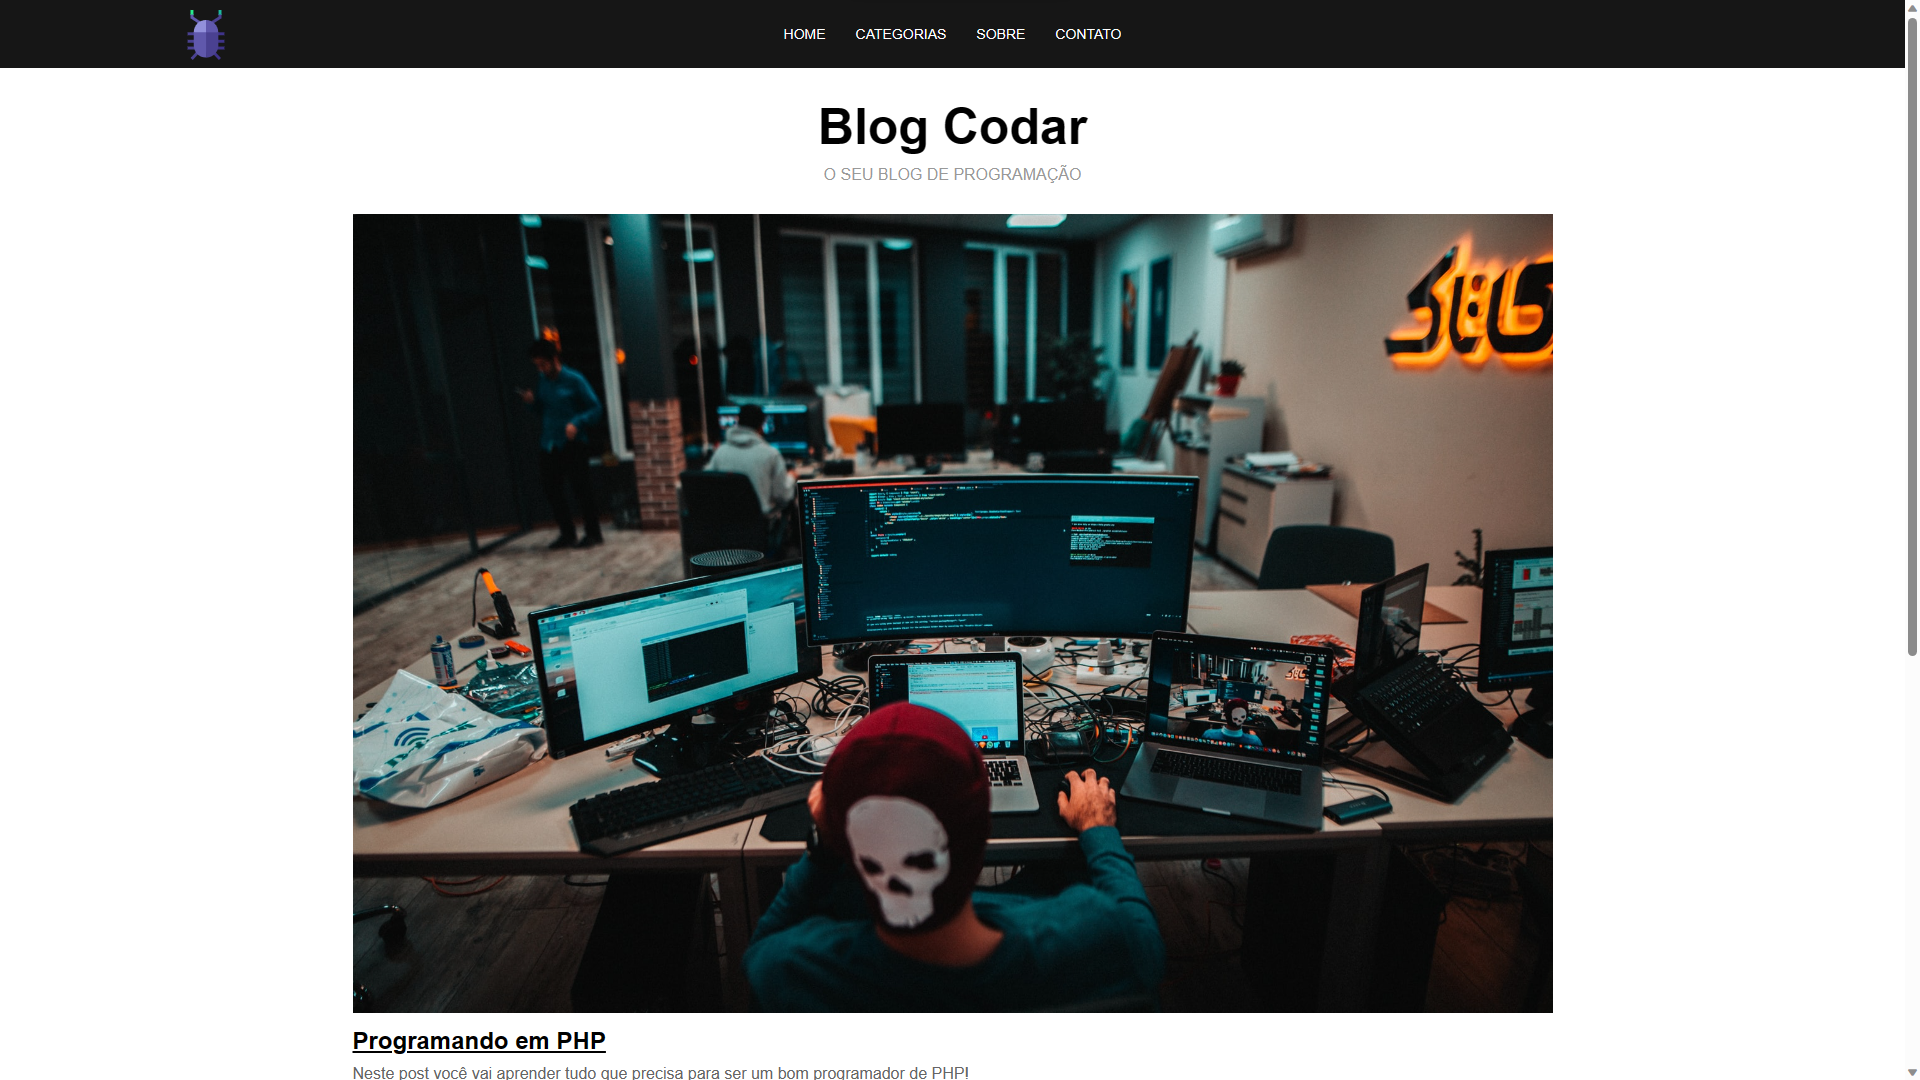 HOME CATEGORIAS SOBRE CONTATO
Blog Codar
O SEU BLOG DE PROGRAMAÇÃO
Programando em PHP
Neste post você vai aprender tudo que precisa para ser um bom programador de PHP!